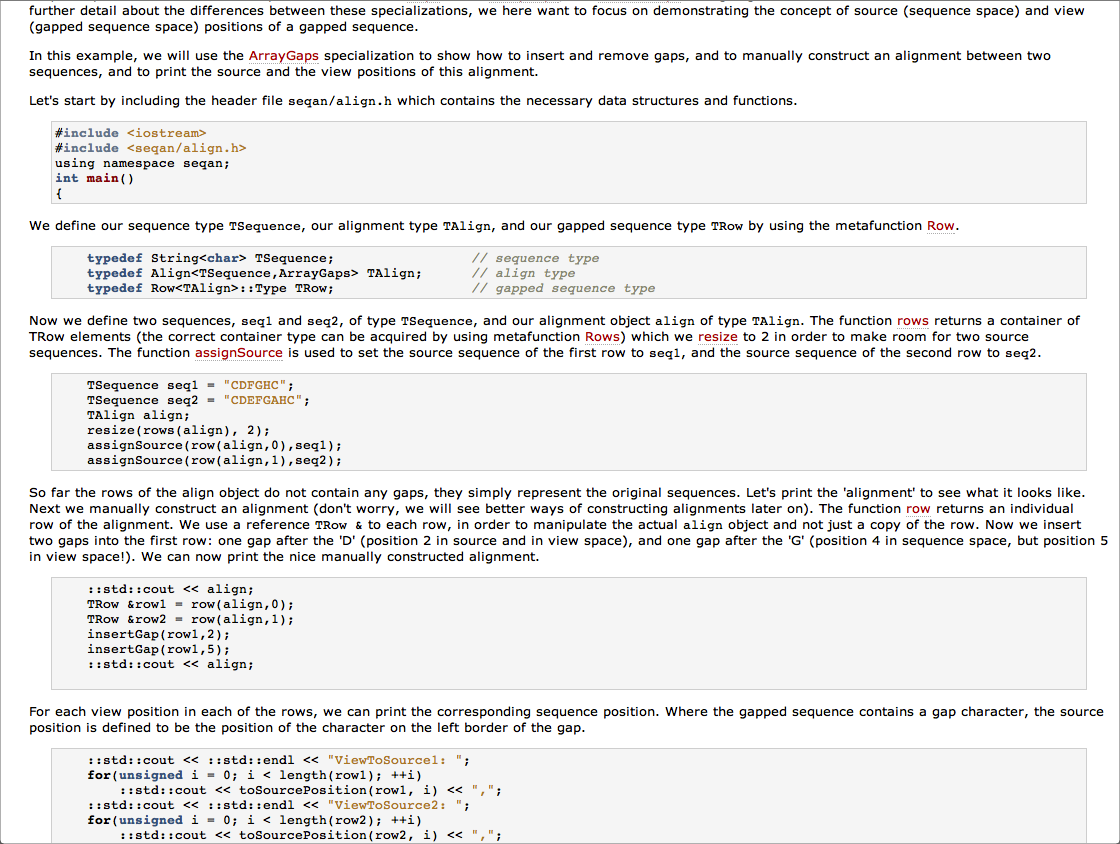 further detail about the differences between these specializations, we here want to focus on demonstrating the concept of source (sequence space) and view
(gapped sequence space) positions of a gapped sequence.
In this example, we will use the ArrayGaps specialization to show how to insert and remove gaps, and to manually construct an alignment between two
sequences, and to print the source and the view positions of this alignment.
Let's start by including the header file seqan/align.h which contains the necessary data structures and functions.
#include <iostream>
#include <seqan/align.h>
using namespace seqan;
int main()
{
We define our sequence type TSequence, our alignment type TAlign, and our gapped sequence type TRow by using the metafunction Row.
typedef String<char> TSequence; // sequence type
typedef Align<TSequence,ArrayGaps> TAlign; // align type
typedef Row<TAlign>::Type TRow; // gapped sequence type
Now we define two sequences, seq1 and seq2, of type TSequence, and our alignment object align of type TAlign. The function rows returns a container of
TRow elements (the correct container type can be acquired by using metafunction Rows) which we resize to 2 in order to make room for two source
sequences. The function assignSource is used to set the source sequence of the first row to seq1, and the source sequence of the second row to seq2.
TSequence seq1 = "CDFGHC";
TSequence seq2 = "CDEFGAHC";
TAlign align;
resize(rows(align), 2);
assignSource(row(align,0),seq1);
assignSource(row(align,1),seq2);
So far the rows of the align object do not contain any gaps, they simply represent the original sequences. Let's print the 'alignment' to see what it looks like.
Next we manually construct an alignment (don't worry, we will see better ways of constructing alignments later on). The function row returns an individual
row of the alignment. We use a reference TRow & to each row, in order to manipulate the actual align object and not just a copy of the row. Now we insert
two gaps into the first row: one gap after the 'D' (position 2 in source and in view space), and one gap after the 'G' (position 4 in sequence space, but position 5
in view space!). We can now print the nice manually constructed alignment.
::std::cout << align;
TRow &row1 = row(align,0);
TRow &row2 = row(align,1);
insertGap(row1,2);
insertGap(row1,5);
::std::cout << align;
For each view position in each of the rows, we can print the corresponding sequence position. Where the gapped sequence contains a gap character, the source
position is defined to be the position of the character on the left border of the gap.
::std::cout << ::std::endl << "ViewToSource1: ";
for(unsigned i = 0; i < length(row1); ++i)
::std::cout << toSourcePosition(row1, i) << ",";
::std::cout << ::std::endl << "ViewToSource2: ";
for(unsigned i = 0; i < length(row2); ++i)
::std::cout << toSourcePosition(row2, i) << ",";